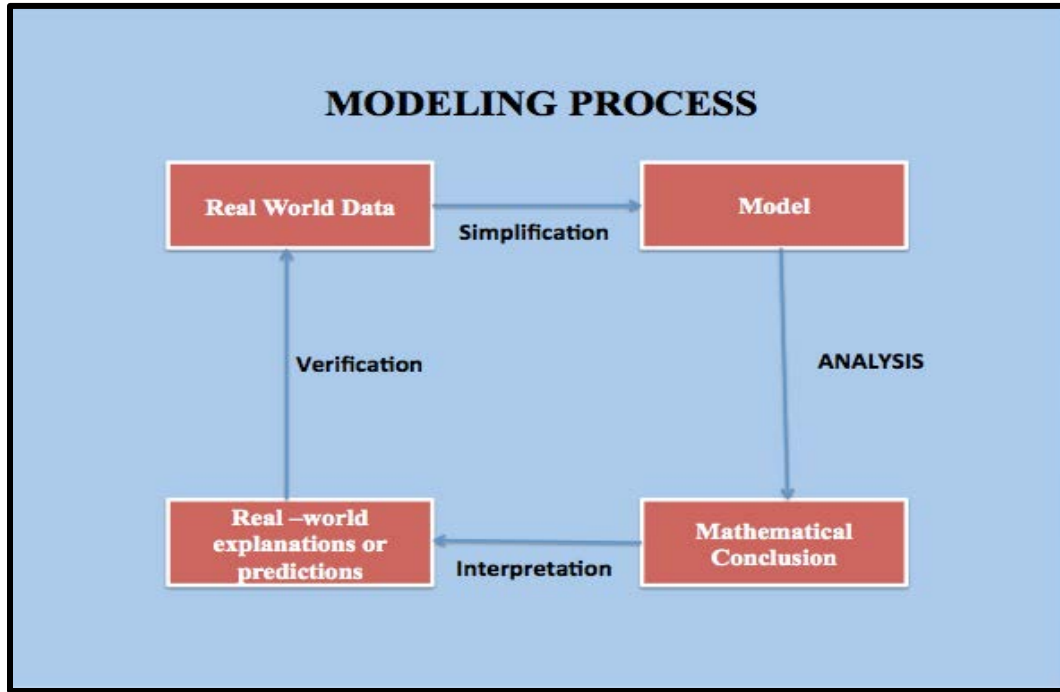 MODELING PROCESS
Real World Data
Simplification
Model
Verification
ANALYSIS
Real –world
explanations or
predictions
Interpretation
Mathematical
Conclusion